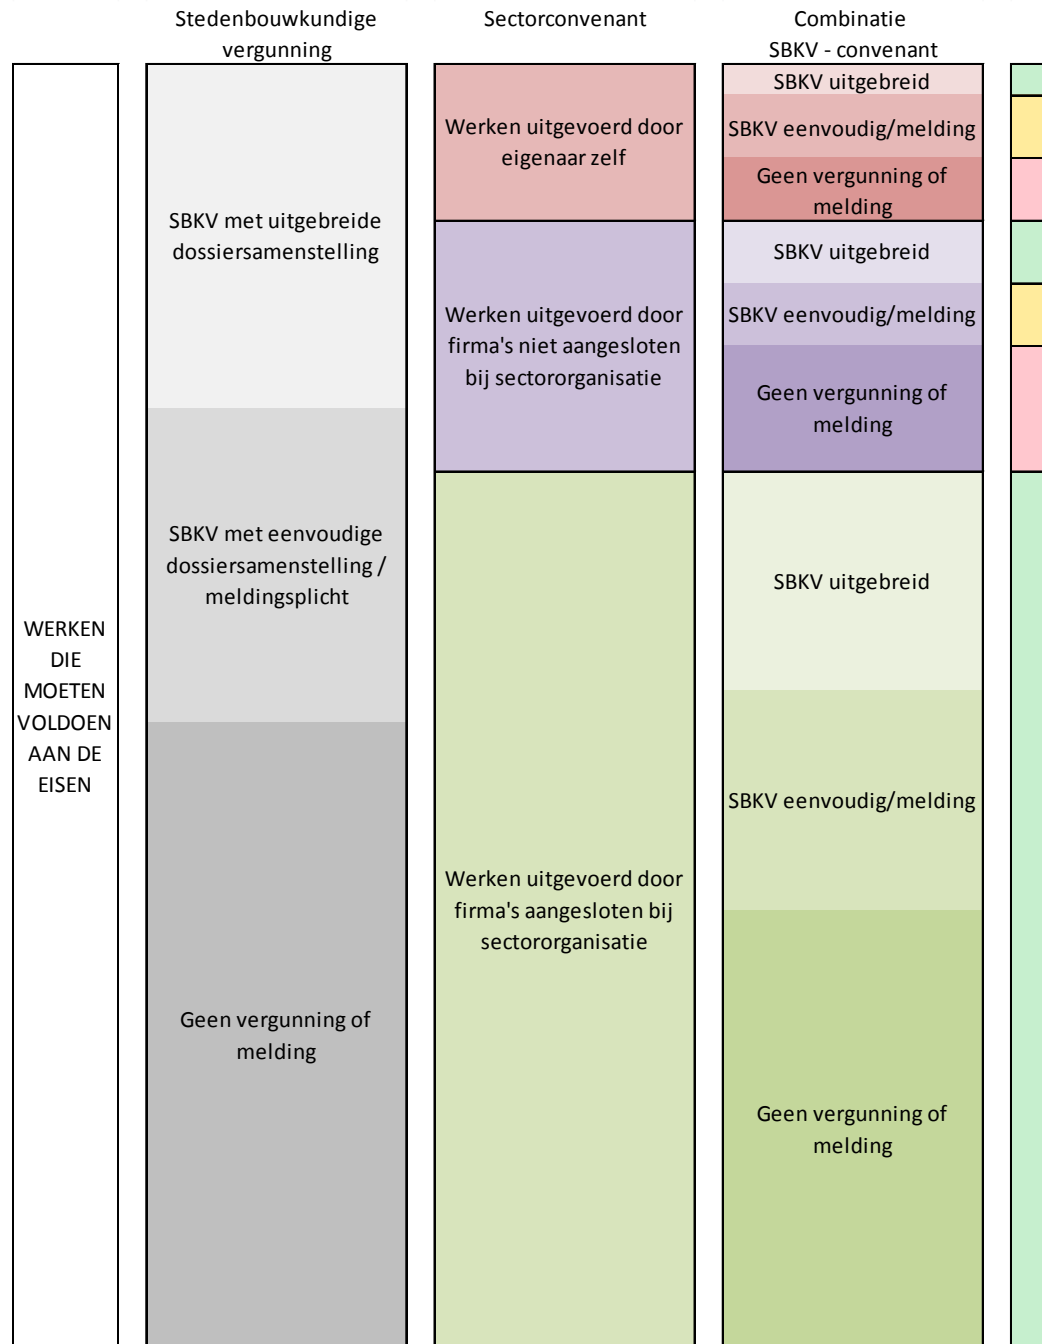 Stedenbouwkundige
vergunning
Sectorconvenant
Combinatie
SBKV - convenant
WERKEN
DIE
MOETEN
VOLDOEN
AAN DE
EISEN
SBKV met uitgebreide
dossiersamenstelling
SBKV met eenvoudige
dossiersamenstelling /
meldingsplicht
Geen vergunning of
melding
Werken uitgevoerd door
eigenaar zelf
Werken uitgevoerd door
firma's niet aangesloten
bij sectororganisatie
Werken uitgevoerd door
firma's aangesloten bij
sectororganisatie
SBKV uitgebreid
SBKV eenvoudig/melding
Geen vergunning of
melding
SBKV uitgebreid
SBKV eenvoudig/melding
Geen vergunning of
melding
SBKV uitgebreid
SBKV eenvoudig/melding
Geen vergunning of
melding